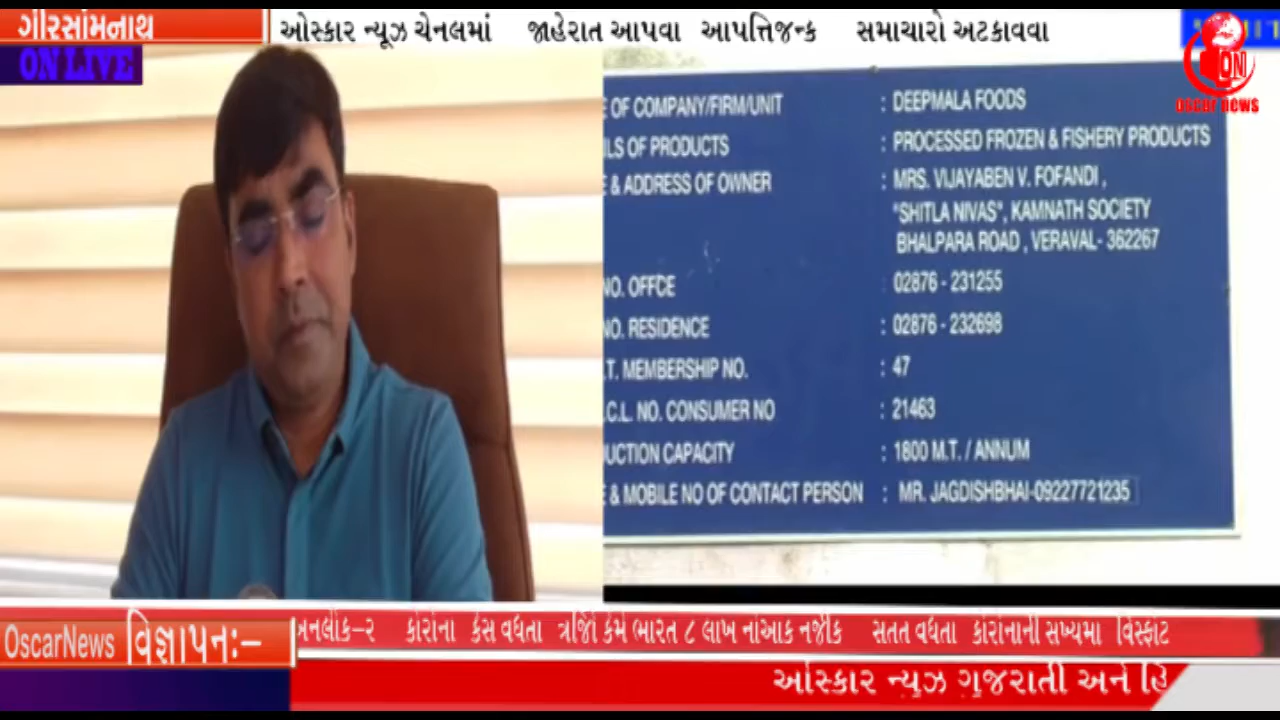 ગીરસોંમનાથ
ઓસ્કાર ન્યૂઝ ચેનલમાં જાહેરાત આપવા આપત્તિજન્ક સમાચારો અટકાવવા
ON LIVE
ON
OSCAR NEWS
E OF COMPANY/FIRM/UNIT : DEEPMALA FOODS
ILS OF PRODUCTS : PROCESSED FROZEN & FISHERY PRODUCTS
E & ADDRESS OF OWNER : MRS. VIJAYABEN V. FOFANDI ,
"SHITLA NIVAS", KAMNATH SOCIETY
BHALPARA ROAD , VERAVAL- 362267
NO. OFFCE : 02876 - 231255
NO. RESIDENCE : 02876 - 232698
.T. MEMBERSHIP NO. : 47
.C.L. NO. CONSUMER NO : 21463
UCTION CAPACITY : 1800 M.T. / ANNUM
E & MOBILE NO OF CONTACT PERSON : MR. JAGDISHBHAI-09227721235
OscarNews વિજ્ઞાપનઃ-
અનલોક-૨ કોરોના કેસ વધતા ત્રીજો ક્રમે ભારત ૮ લાખ નોઆક નજીક સતત વધતા કોરોનાની સંખ્યમા વિસ્ફોટ
ઓસ્કાર ન્યુઝ ગુજરાતી અને હિ